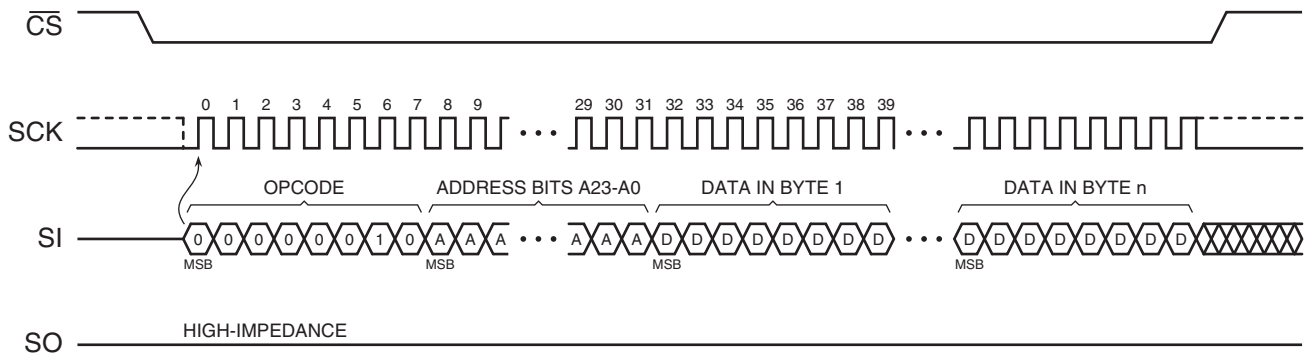 CS
0 1 2 3 4 5 6 7 8 9 29 30 31 32 33 34 35 36 37 38 39
SCK
OPCODE ADDRESS BITS A23-A0 DATA IN BYTE 1 DATA IN BYTE n
SI 0 0 0 0 0 0 1 0 A A A A A A D D D D D D D D D D D D D D D D
MSB MSB MSB MSB
HIGH-IMPEDANCE
SO